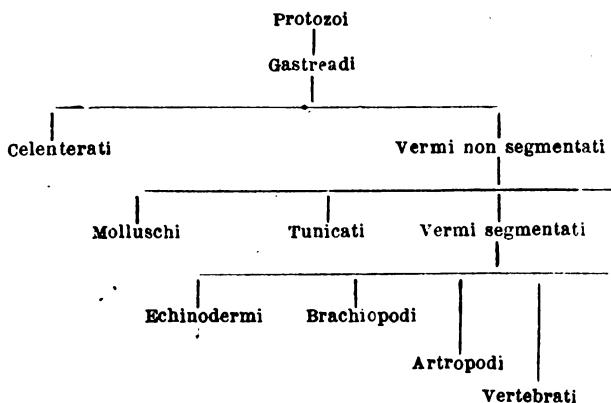 Protozoi
Gastreadi
Celenterati
Vermi non segmentati
Molluschi
Tunicati
Vermi segmentati
Echinodermi
Brachiopodi
Artropodi
Vertebrati